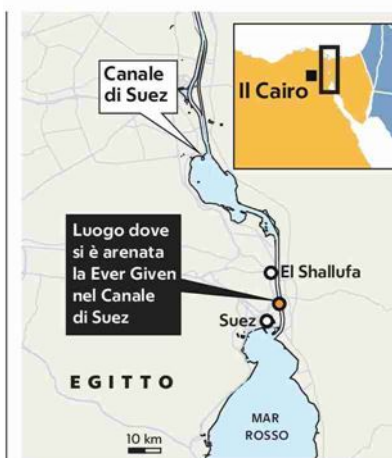 Canale
di Suez
Il Cairo
Luogo dove
si è arenata
la Ever Given
nel Canale
di Suez
El Shallufa
Suez
EGITTO
MAR
ROSSO
10 km